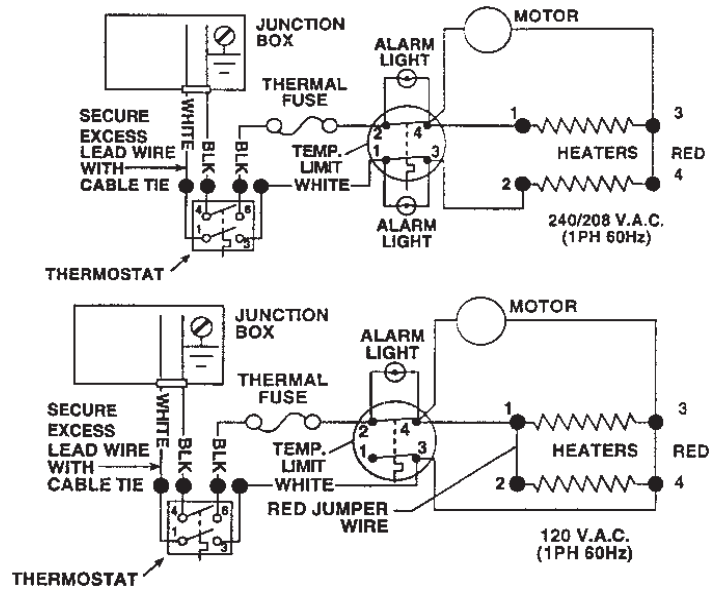 JUNCTION
BOX
MOTOR
ALARM
LIGHT
THERMAL
FUSE
SECURE
EXCESS
LEAD WIRE
WITH
CABLE TIE
WHITE
BLK
BLK
TEMP.
LIMIT
WHITE
2
4
1
3
1
3
HEATERS
RED
2
4
4
6
1
3
ALARM
LIGHT
240/208 V.A.C.
(1PH 60Hz)
THERMOSTAT
JUNCTION
BOX
MOTOR
ALARM
LIGHT
THERMAL
FUSE
SECURE
EXCESS
LEAD WIRE
WITH
CABLE TIE
WHITE
BLK
BLK
TEMP.
LIMIT
WHITE
2
4
1
3
1
3
HEATERS
RED
2
4
RED JUMPER
WIRE
4
6
1
3
120 V.A.C.
(1PH 60Hz)
THERMOSTAT